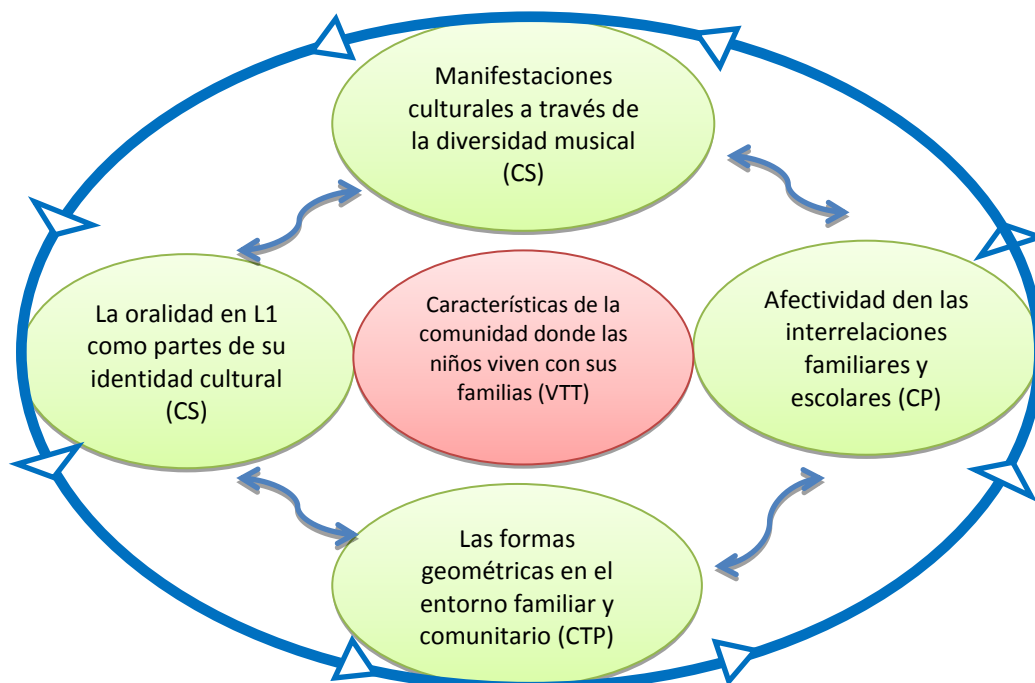 Manifestaciones
culturales a través de
la diversidad musical
(CS)
La oralidad en L1
como partes de su
identidad cultural
(CS)
Características de la
comunidad donde las
niños viven con sus
familias (VTT)
Afectividad den las
interrelaciones
familiares y
escolares (CP)
Las formas
geométricas en el
entorno familiar y
comunitario (CTP)